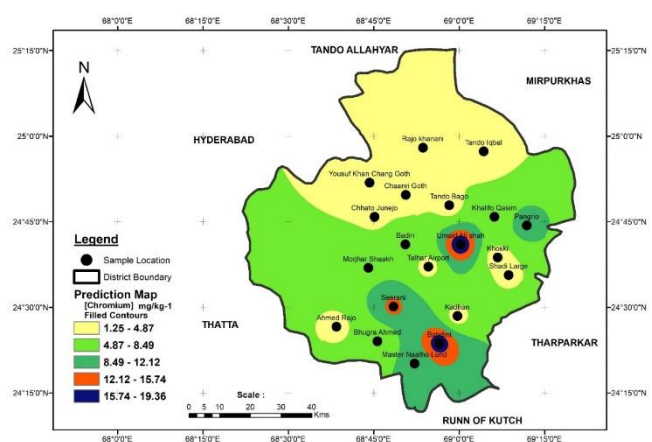 68°0'0"E 68°15'0"E 68°30'0"E 68°45'0"E 69°0'0"E 69°15'0"E
TANDO ALLAHYAR
25°15'0"N 25°15'0"N
N
MIRPURKHAS
HYDERABAD
25°0'0"N 25°0'0"N
Rajo khanani
Tando Iqbal
Yousuf Khan Chang Goth
Chaanri Goth
Tando Bago
Chhato Junejo
Khalifo Qasim
24°45'0"N 24°45'0"N
Pangrio
Legend
Sample Location
District Boundary
Badin
Umaid Ali shah
Khoski
Talhar Airport
Shadi Large
Prediction Map
[Chromium] mg/kg-1
Filled Contours
1.25 - 4.87
4.87 - 8.49
8.49 - 12.12
12.12 - 15.74
15.74 - 19.36
24°30'0"N 24°30'0"N
Seerani
Kadhan
Ahmed Rajo
THATTA
THARPARKAR
Bhugra Ahmed
Master Naatho Lund
24°15'0"N 24°15'0"N
Scale :
0 5 10 20 30 40
Kms
RUNN OF KUTCH
68°0'0"E 68°15'0"E 68°30'0"E 68°45'0"E 69°0'0"E 69°15'0"E